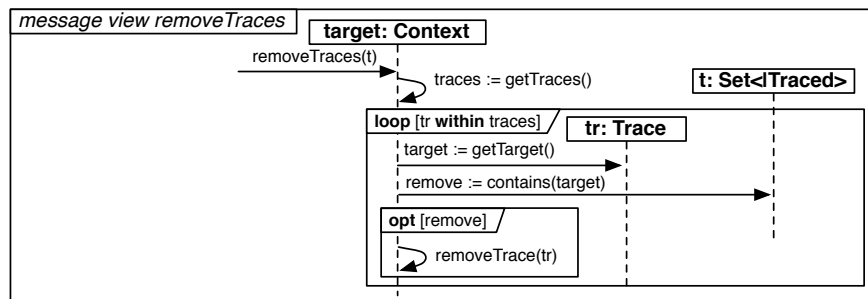 message view removeTraces
target: Context
removeTraces(t)
traces := getTraces()
t: Set<ITraced>
loop [tr within traces]
tr: Trace
target := getTarget()
remove := contains(target)
opt [remove]
removeTrace(tr)